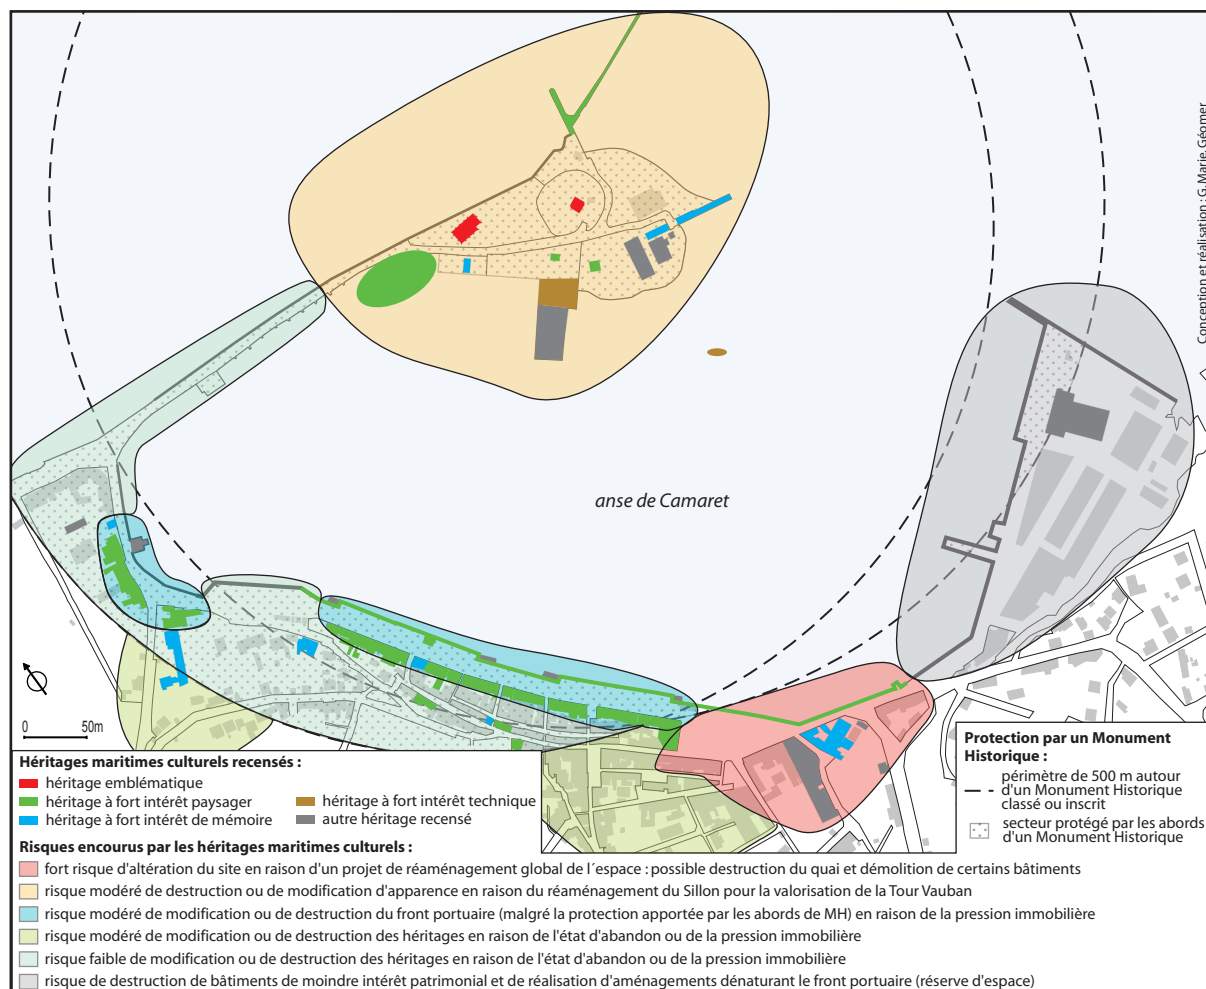 Conception et réalisation : G. Marie, Géomer
anse de Camaret
0 50m
Protection par un Monument
Historique :
périmètre de 500 m autour
d'un Monument Historique
classé ou inscrit
secteur protégé par les abords
d'un Monument Historique
Héritages maritimes culturels recensés :
héritage emblématique
héritage à fort intérêt paysager
héritage à fort intérêt de mémoire
héritage à fort intérêt technique
autre héritage recensé
Risques encourus par les héritages maritimes culturels :
fort risque d'altération du site en raison d'un projet de réaménagement global de l´espace : possible destruction du quai et démolition de certains bâtiments
risque modéré de destruction ou de modification d'apparence en raison du réaménagement du Sillon pour la valorisation de la Tour Vauban
risque modéré de modification ou de destruction du front portuaire (malgré la protection apportée par les abords de MH) en raison de la pression immobilière
risque modéré de modification ou de destruction des héritages en raison de l'état d'abandon ou de la pression immobilière
risque faible de modification ou de destruction des héritages en raison de l'état d'abandon ou de la pression immobilière
risque de destruction de bâtiments de moindre intérêt patrimonial et de réalisation d'aménagements dénaturant le front portuaire (réserve d'espace)